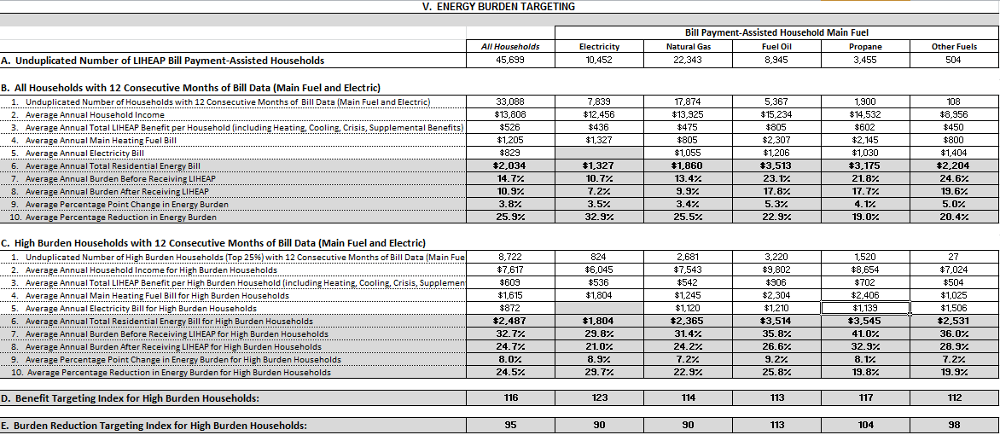 V. ENERGY BURDEN TARGETING
Bill Payment-Assisted Household Main Fuel
All Households Electricity Natural Gas Fuel Oil Propane Other Fuels
A. Unduplicated Number of LIHEAP Bill Payment-Assisted Households 45,699 10,452 22,343 8,945 3,455 504
B. All Households with 12 Consecutive Months of Bill Data (Main Fuel and Electric)
1. Unduplicated Number of Households with 12 Consecutive Months of Bill Data (Main Fuel and Electric) 33,088 7,839 17,874 5,367 1,900 108
2. Average Annual Household Income $13,808 $12,456 $13,925 $15,234 $14,532 $8,956
3. Average Annual Total LIHEAP Benefit per Household (including Heating, Cooling, Crisis, Supplemental Benefits) $526 $436 $475 $805 $602 $450
4. Average Annual Main Heating Fuel Bill $1,205 $1,327 $805 $2,307 $2,145 $800
5. Average Annual Electricity Bill $829 $1,055 $1,206 $1,030 $1,404
6. Average Annual Total Residential Energy Bill $2,034 $1,327 $1,860 $3,513 $3,175 $2,204
7. Average Annual Burden Before Receiving LIHEAP 14.7% 10.7% 13.4% 23.1% 21.8% 24.6%
8. Average Annual Burden After Receiving LIHEAP 10.9% 7.2% 9.9% 17.8% 17.7% 19.6%
9. Average Percentage Point Change in Energy Burden 3.8% 3.5% 3.4% 5.3% 4.1% 5.0%
10. Average Percentage Reduction in Energy Burden 25.9% 32.9% 25.5% 22.9% 19.0% 20.4%
C. High Burden Households with 12 Consecutive Months of Bill Data (Main Fuel and Electric)
1. Unduplicated Number of High Burden Households (Top 25%) with 12 Consecutive Months of Bill Data (Main Fue 8,722 824 2,681 3,220 1,520 27
2. Average Annual Household Income for High Burden Households $7,617 $6,045 $7,543 $9,802 $8,654 $7,024
3. Average Annual Total LIHEAP Benefit per High Burden Household (including Heating, Cooling, Crisis, Supplemen $609 $536 $542 $906 $702 $504
4. Average Annual Main Heating Fuel Bill for High Burden Households $1,615 $1,804 $1,245 $2,304 $2,406 $1,025
5. Average Annual Electricity Bill for High Burden Households $872 $1,120 $1,210 $1,139 $1,506
6. Average Annual Total Residential Energy Bill for High Burden Households $2,487 $1,804 $2,365 $3,514 $3,545 $2,531
7. Average Annual Burden Before Receiving LIHEAP for High Burden Households 32.7% 29.8% 31.4% 35.8% 41.0% 36.0%
8. Average Annual Burden After Receiving LIHEAP for High Burden Households 24.7% 21.0% 24.2% 26.6% 32.9% 28.9%
9. Average Percentage Point Change in Energy Burden for High Burden Households 8.0% 8.9% 7.2% 9.2% 8.1% 7.2%
10. Average Percentage Reduction in Energy Burden for High Burden Households 24.5% 29.7% 22.9% 25.8% 19.8% 19.9%
D. Benefit Targeting Index for High Burden Households: 116 123 114 113 117 112
E. Burden Reduction Targeting Index for High Burden Households: 95 90 90 113 104 98